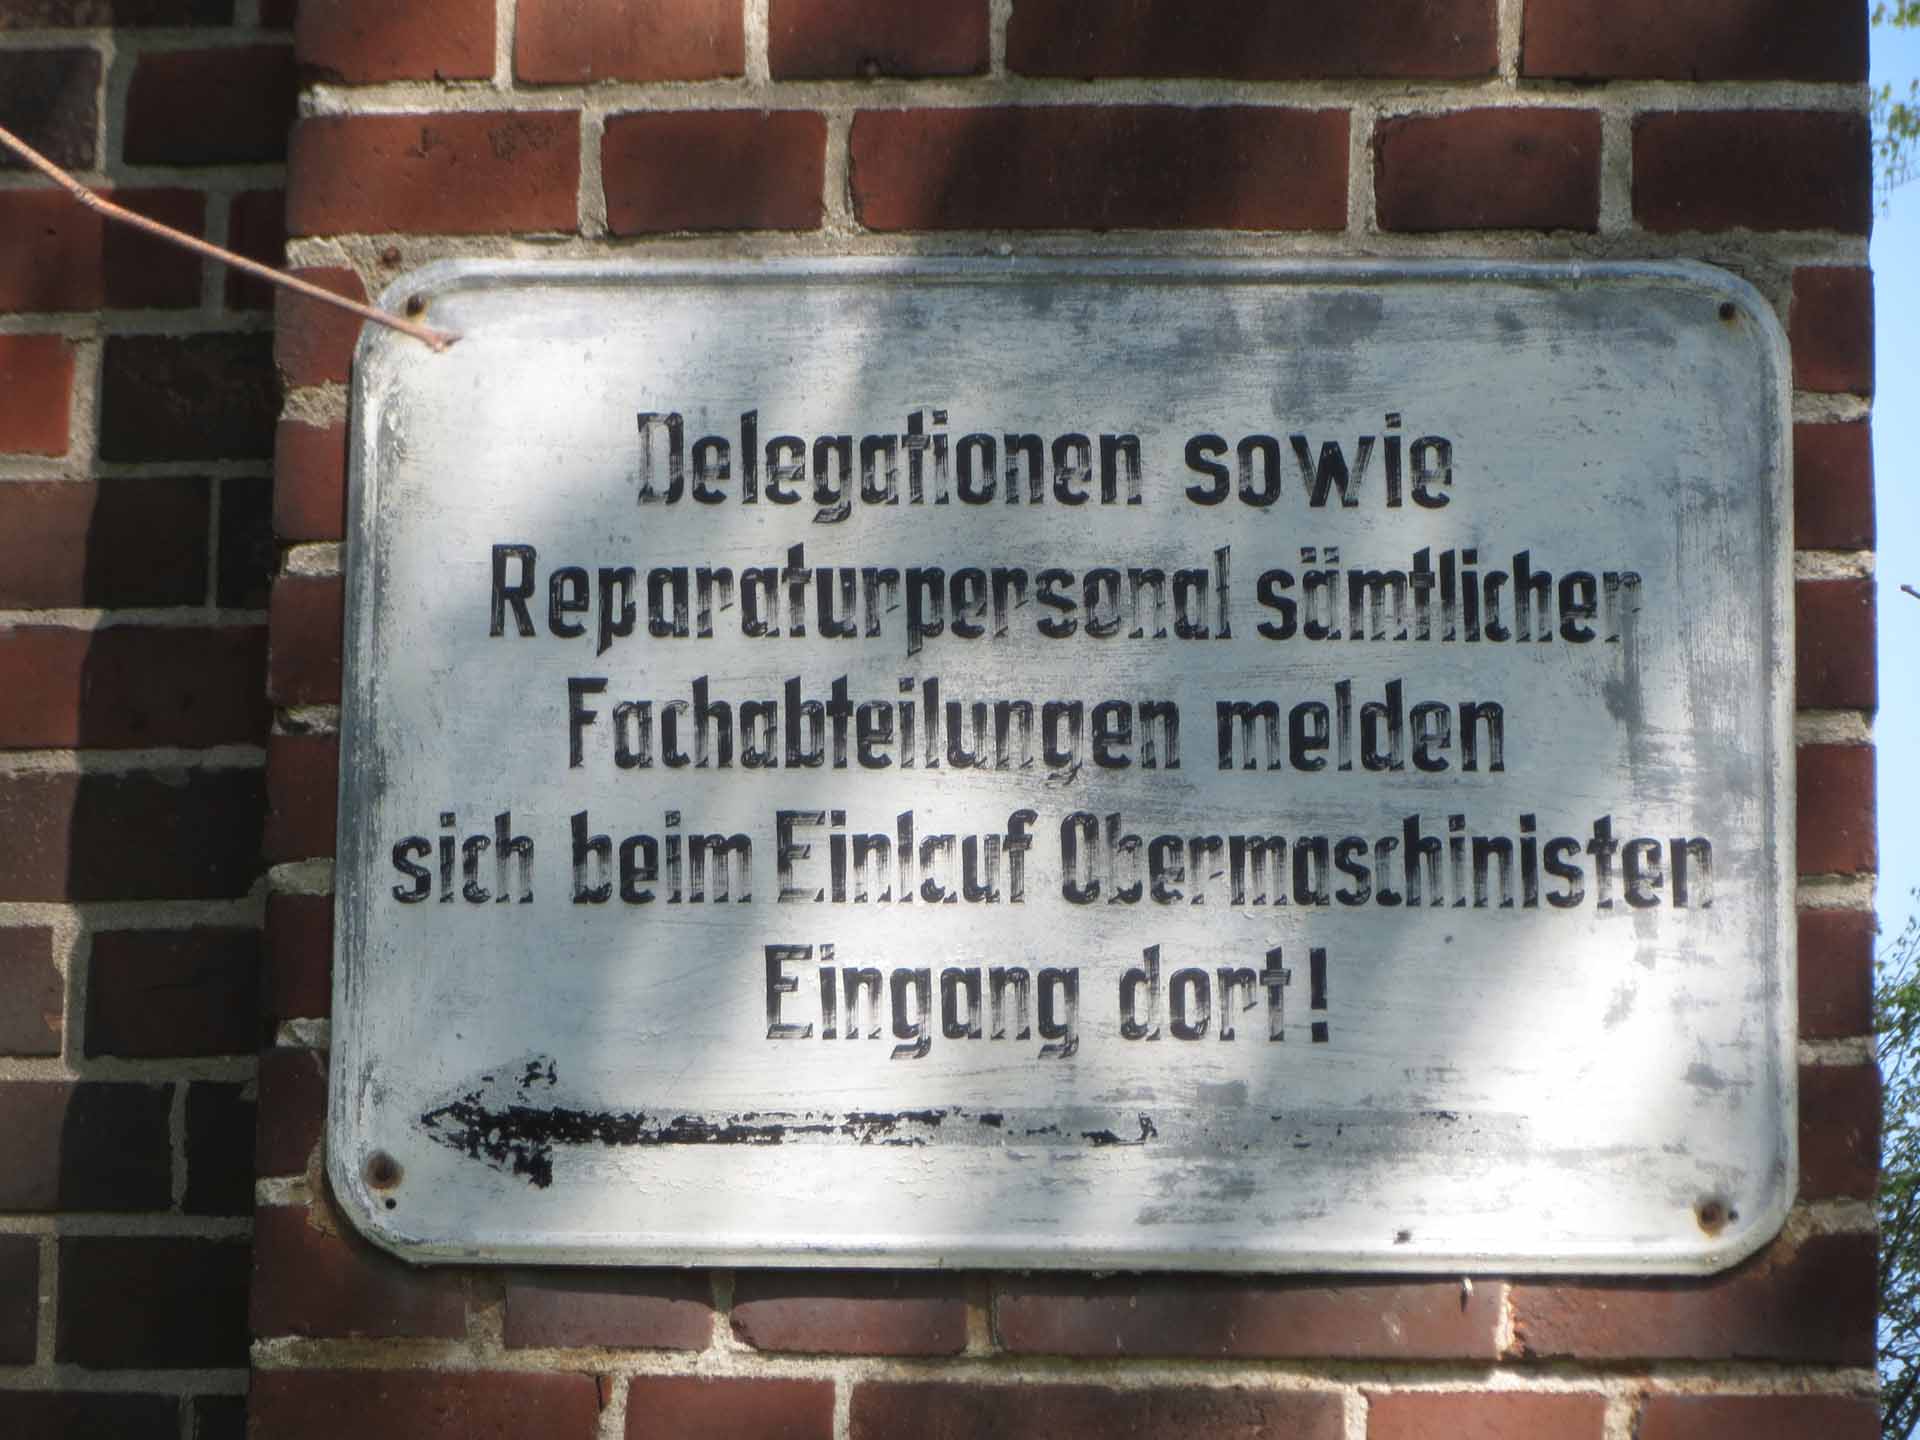 Delegationen sowie
Reparaturpersonal sämtlicher
Fachabteilungen melden
sich beim Einlauf Obermaschinisten
Eingang dort!